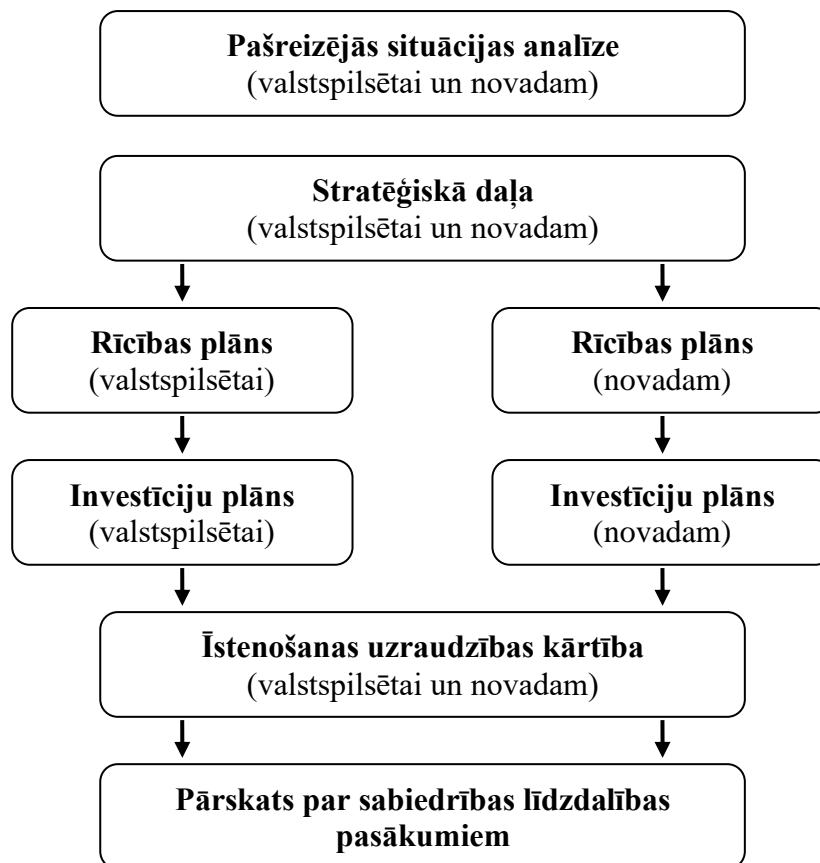 Pašreizējās situācijas analīze
(valstspilsētai un novadam)
Stratēģiskā daļa
(valstspilsētai un novadam)
Rīcības plāns
(valstspilsētai)
Rīcības plāns
(novadam)
Investīciju plāns
(valstspilsētai)
Investīciju plāns
(novadam)
Īstenošanas uzraudzības kārtība
(valstspilsētai un novadam)
Pārskats par sabiedrības līdzdalības
pasākumiem